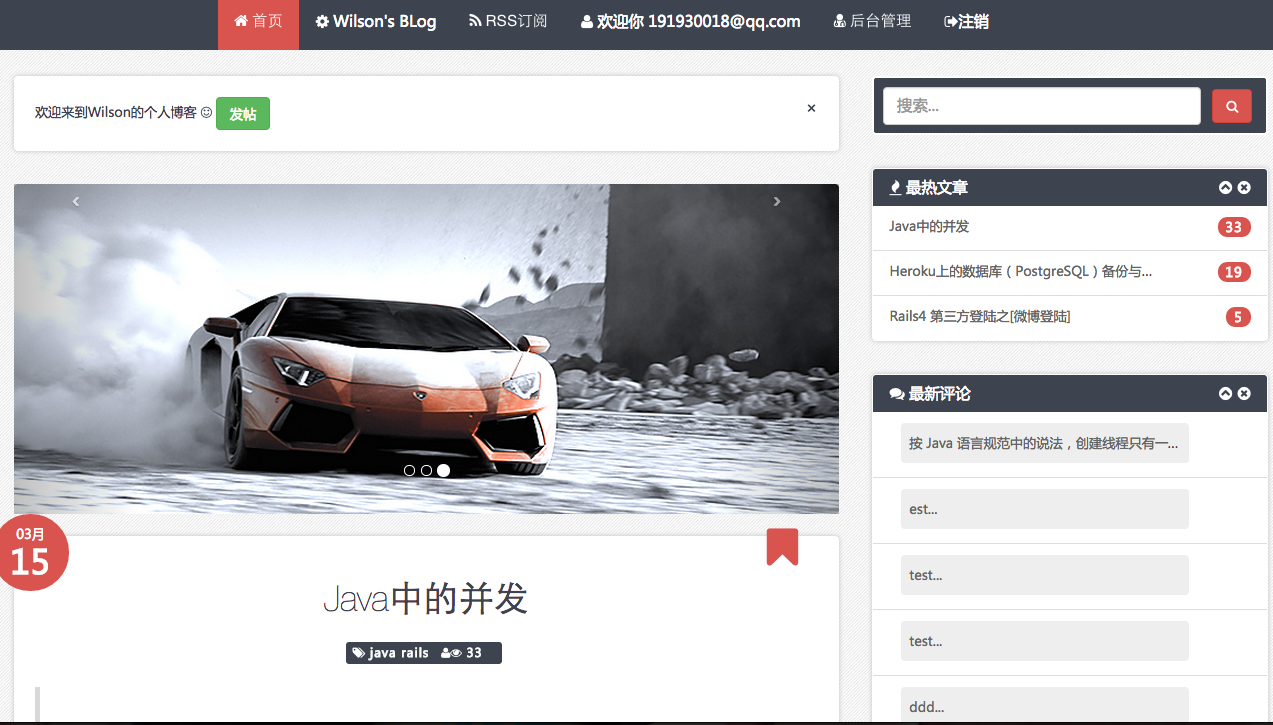 首页 Wilson's BLog RSS订阅 欢迎你 191930018@qq.com 后台管理 注销
欢迎来到Wilson的个人博客 发帖
搜索...
最热文章
Java中的并发 33
Heroku上的数据库（PostgreSQL）备份与... 19
Rails4 第三方登陆之[微博登陆] 5
最新评论
按 Java 语言规范中的说法，创建线程只有一...
est...
test...
test...
ddd...
03月
15
Java中的并发
java rails 33